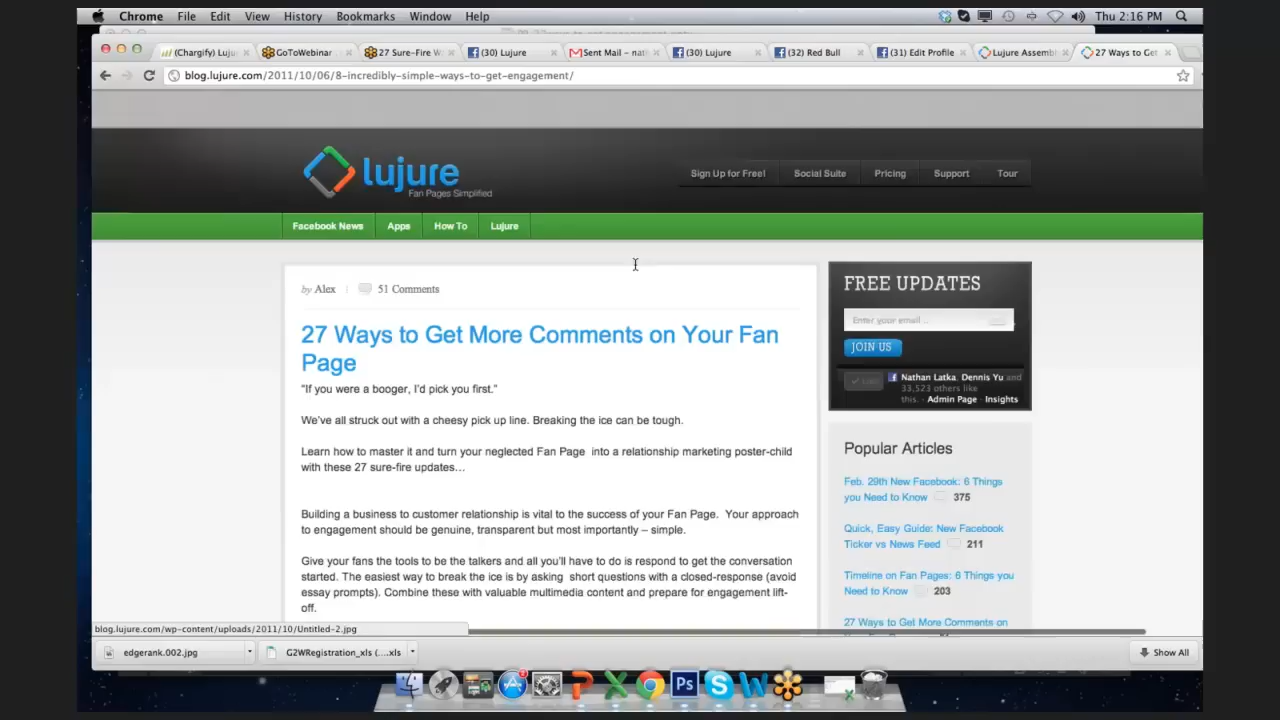 Chrome File Edit View History Bookmarks Window Help Thu 2:16 PM
(Chargify) Luju
GoToWebinar
27 Sure-Fire W
(30) Lujure
Sent Mail – nat
(30) Lujure
(32) Red Bull
(31) Edit Profile
Lujure Assembl
27 Ways to Get
blog.lujure.com/2011/10/06/8-incredibly-simple-ways-to-get-engagement/
lujure
Fan Pages Simplified
Sign Up for Free! Social Suite Pricing Support Tour
Facebook News Apps How To Lujure
by Alex | 51 Comments
27 Ways to Get More Comments on Your Fan
Page
"If you were a booger, I'd pick you first."
We've all struck out with a cheesy pick up line. Breaking the ice can be tough.
Learn how to master it and turn your neglected Fan Page into a relationship marketing poster-child
with these 27 sure-fire updates…
Building a business to customer relationship is vital to the success of your Fan Page. Your approach
to engagement should be genuine, transparent but most importantly – simple.
Give your fans the tools to be the talkers and all you'll have to do is respond to get the conversation
started. The easiest way to break the ice is by asking short questions with a closed-response (avoid
essay prompts). Combine these with valuable multimedia content and prepare for engagement lift-
off.
FREE UPDATES
Enter your email ...
JOIN US
Nathan Latka, Dennis Yu and
33,523 others like
this. · Admin Page · Insights
Popular Articles
Feb. 29th New Facebook: 6 Things
you Need to Know 375
Quick, Easy Guide: New Facebook
Ticker vs News Feed 211
Timeline on Fan Pages: 6 Things you
Need to Know 203
27 Ways to Get More Comments on
blog.lujure.com/wp-content/uploads/2011/10/Untitled-2.jpg
edgerank.002.jpg
G2WRegistration_xls (....xls
Show All
Ps